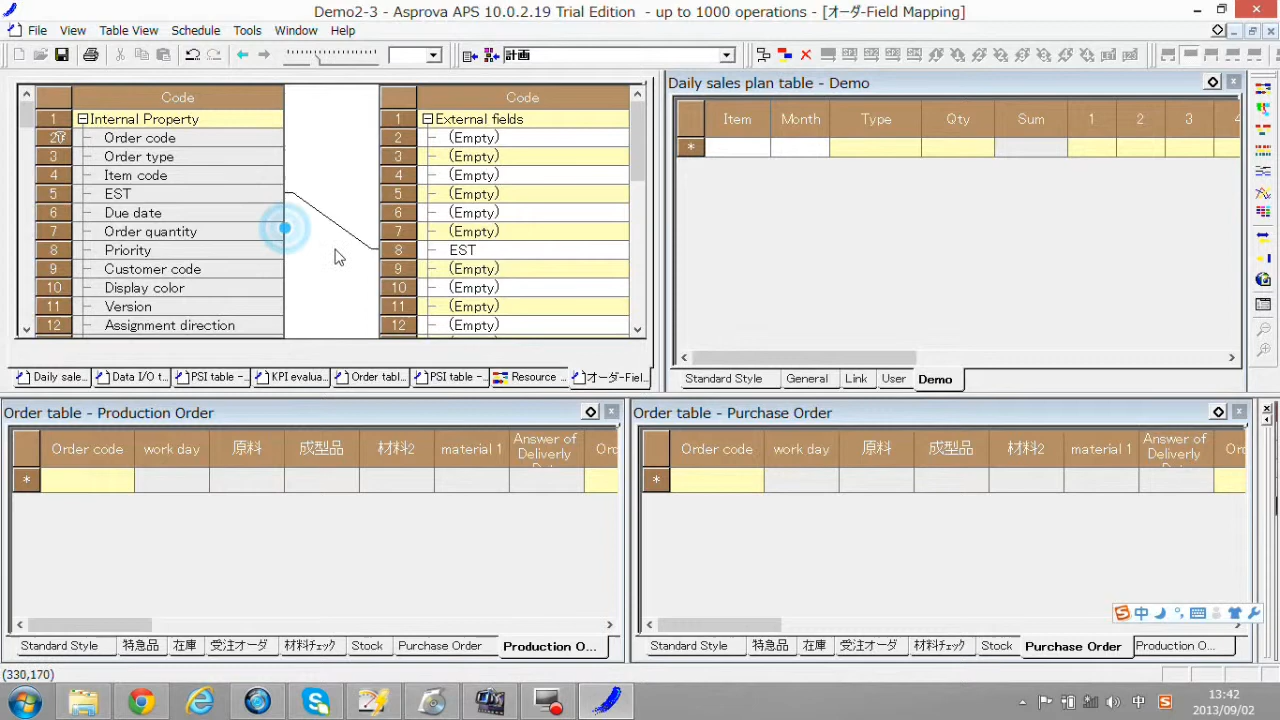 Demo2-3 - Asprova APS 10.0.2.19 Trial Edition - up to 1000 operations - [オーダ-Field Mapping]
File View Table View Schedule Tools Window Help
計画
Code
1 Internal Property
2 Order code
3 Order type
4 Item code
5 EST
6 Due date
7 Order quantity
8 Priority
9 Customer code
10 Display color
11 Version
12 Assignment direction
Code
1 External fields
2 (Empty)
3 (Empty)
4 (Empty)
5 (Empty)
6 (Empty)
7 (Empty)
8 EST
9 (Empty)
10 (Empty)
11 (Empty)
12 (Empty)
Daily sale... Data I/O t... PSI table -... KPI evalua... Order tabl... PSI table -... Resource ... オーダ-Fiel...
Daily sales plan table - Demo
Item Month Type Qty Sum 1 2 3 4
*
Standard Style General Link User Demo
Order table - Production Order
Order code work day 原料 成型品 材料2 material 1 Answer of Deliverly
*
Standard Style 特急品 在庫 受注オーダ 材料チェック Stock Purchase Order Production O...
Order table - Purchase Order
Order code work day 原料 成型品 材料2 material 1 Answer of Deliverly
*
Standard Style 特急品 在庫 受注オーダ 材料チェック Stock Purchase Order Production O...
中
(330,170)
中
13:42
2013/09/02